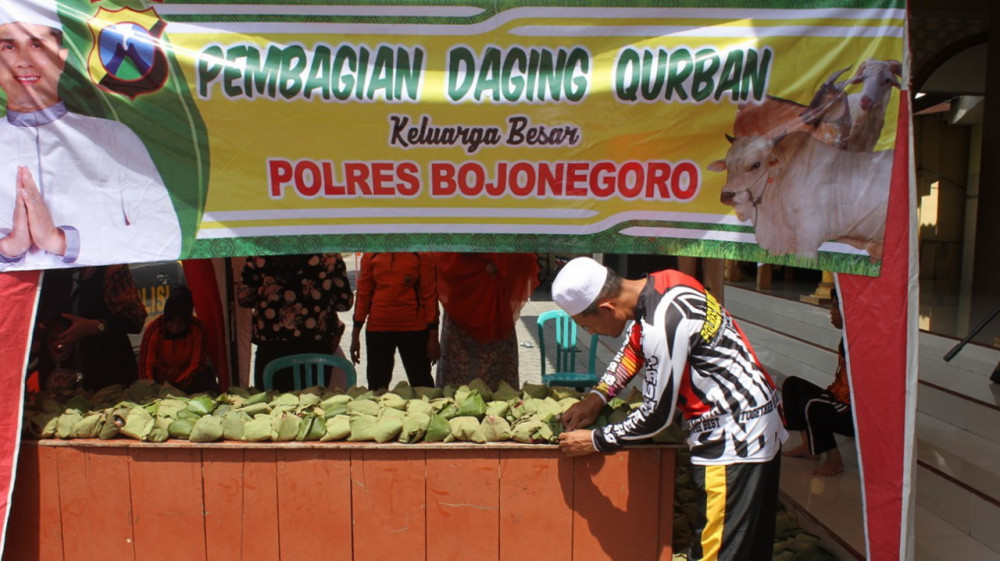 PEMBAGIAN DAGING QURBAN
Keluarga Besar
POLRES BOJONEGORO